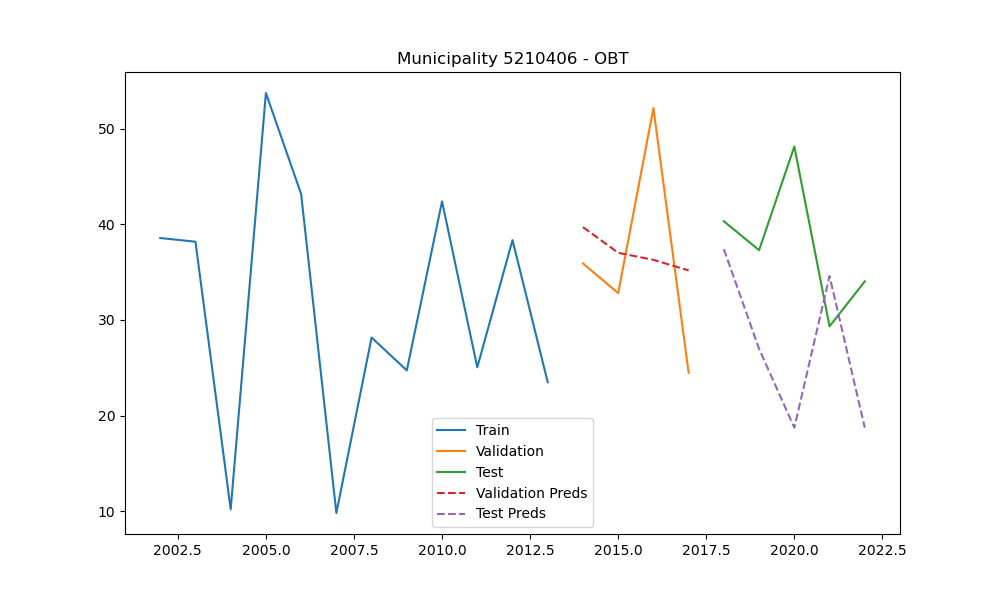 Municipality 5210406 - OBT
50
40
30
20
10
Train
Validation
Test
Validation Preds
Test Preds
2002.5 2005.0 2007.5 2010.0 2012.5 2015.0 2017.5 2020.0 2022.5